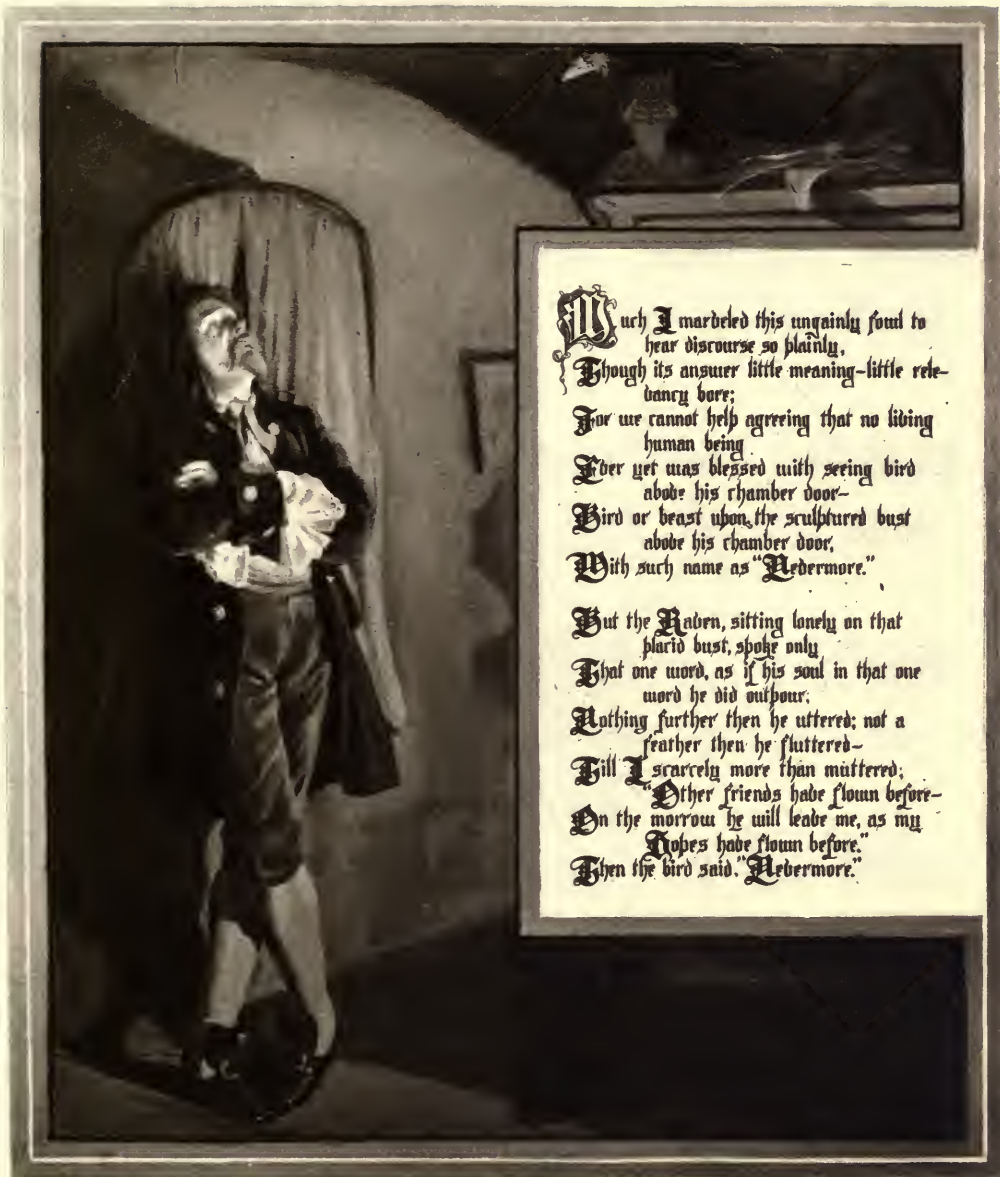 Much I marveled this ungainly fowl to
hear discourse so plainly,
Though its answer little meaning—little rele-
vancy bore;
For we cannot help agreeing that no living
human being
Ever yet was blessed with seeing bird
above his chamber door—
Bird or beast upon the sculptured bust
above his chamber door,
With such name as "Nevermore."
But the Raven, sitting lonely on that
placid bust, spoke only
That one word, as if his soul in that one
word he did outpour;
Nothing further then he uttered; not a
feather then he fluttered—
Till I scarcely more than muttered;
"Other friends have flown before—
On the morrow he will leave me, as my
Hopes have flown before."
Then the bird said, "Nevermore."